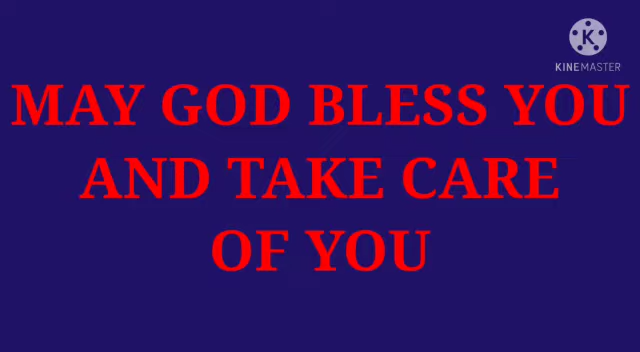 KINEMASTER
MAY GOD BLESS YOU
AND TAKE CARE
OF YOU